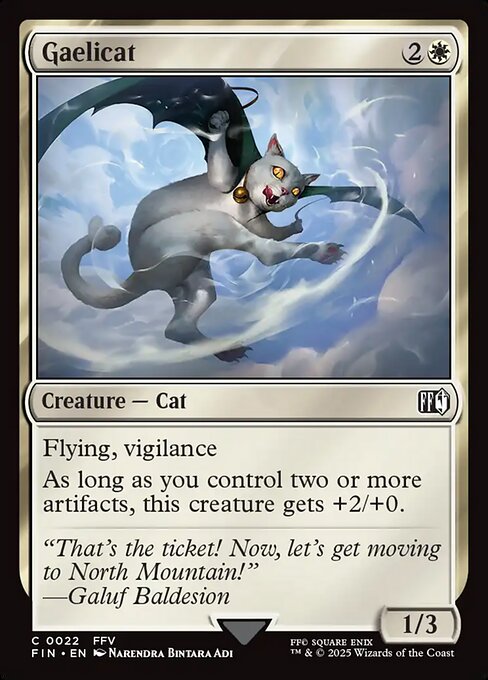 Gaelicat 2
Creature — Cat
FF
Flying, vigilance
As long as you control two or more
artifacts, this creature gets +2/+0.
“That’s the ticket! Now, let’s get moving
to North Mountain!”
—Galuf Baldesion
1/3
C 0022 FFV
FIN • EN Narendra Bintara Adi
FF© SQUARE ENIX
™ & © 2025 Wizards of the Coast